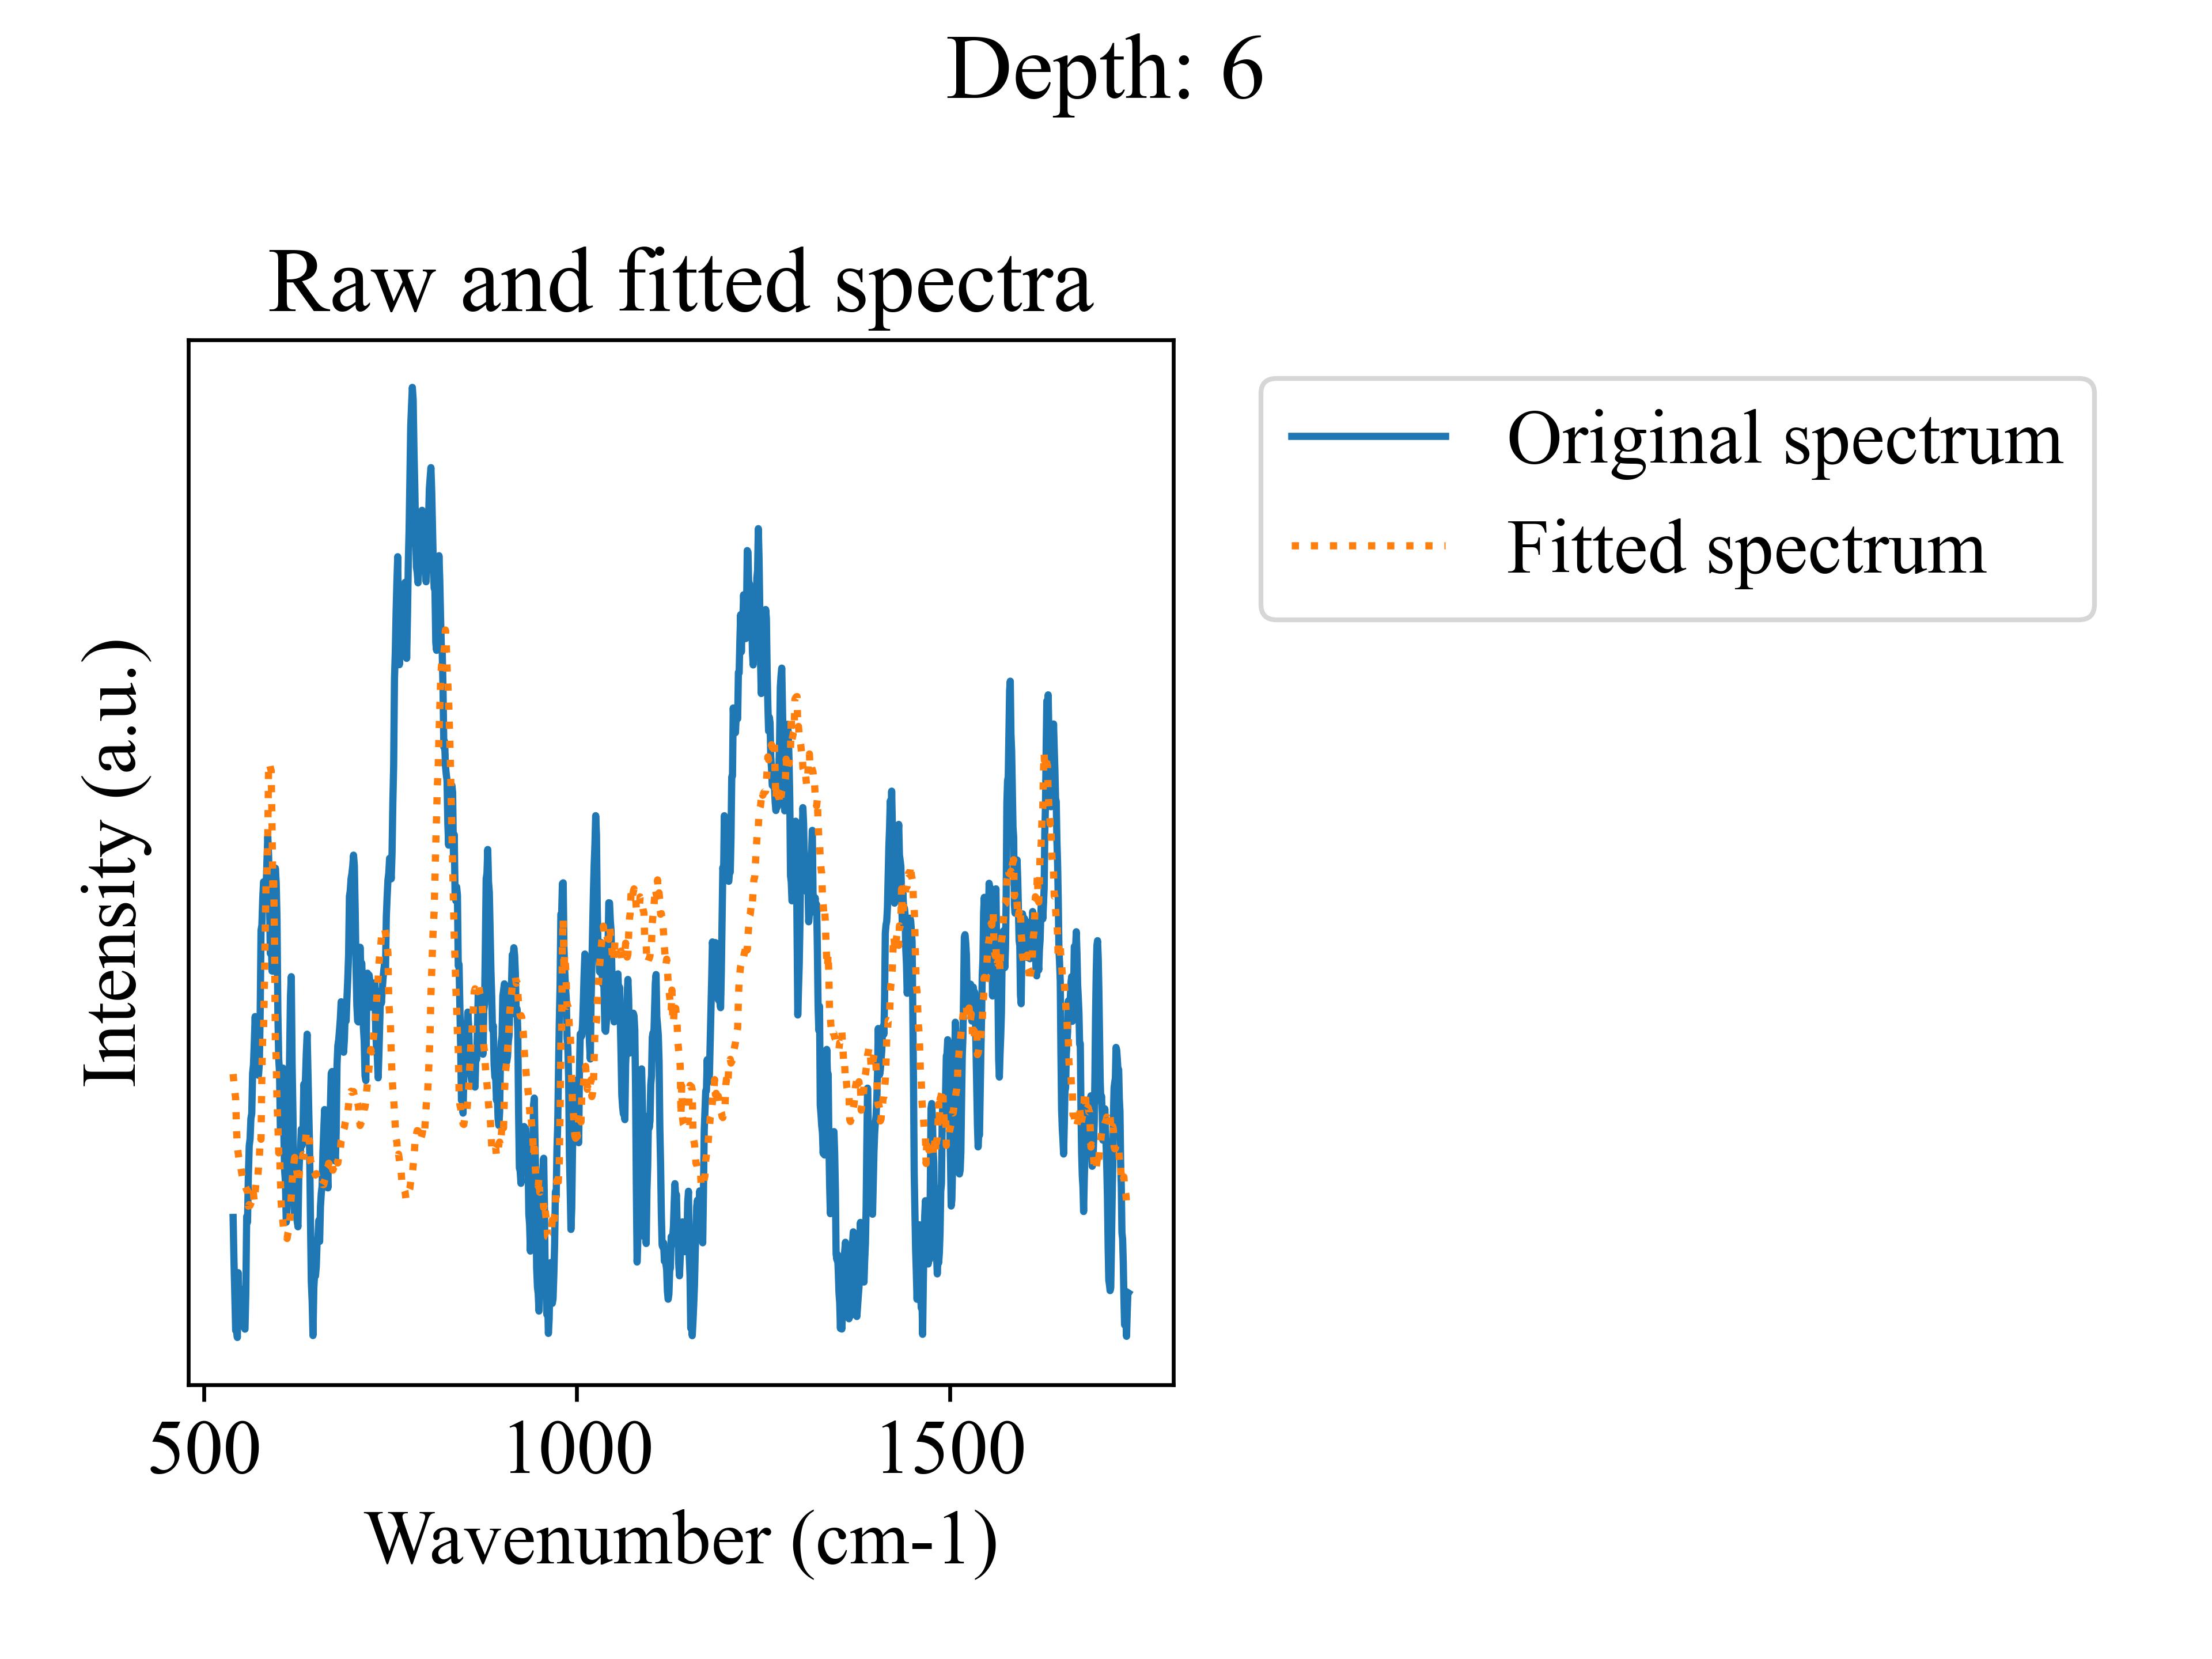 Depth: 6
Raw and fitted spectra
Original spectrum
Fitted spectrum
Intensity (a.u.)
500 1000 1500
Wavenumber (cm-1)